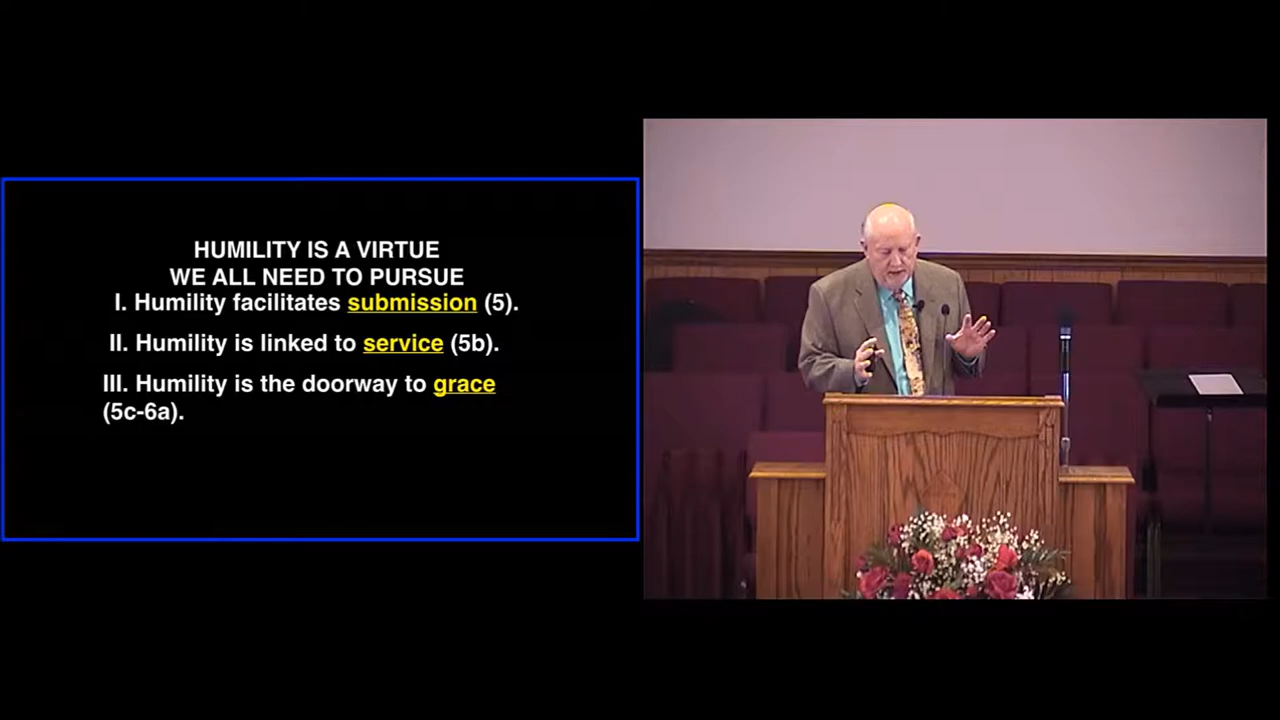 HUMILITY IS A VIRTUE
WE ALL NEED TO PURSUE
I. Humility facilitates submission (5).
II. Humility is linked to service (5b).
III. Humility is the doorway to grace
(5c-6a).